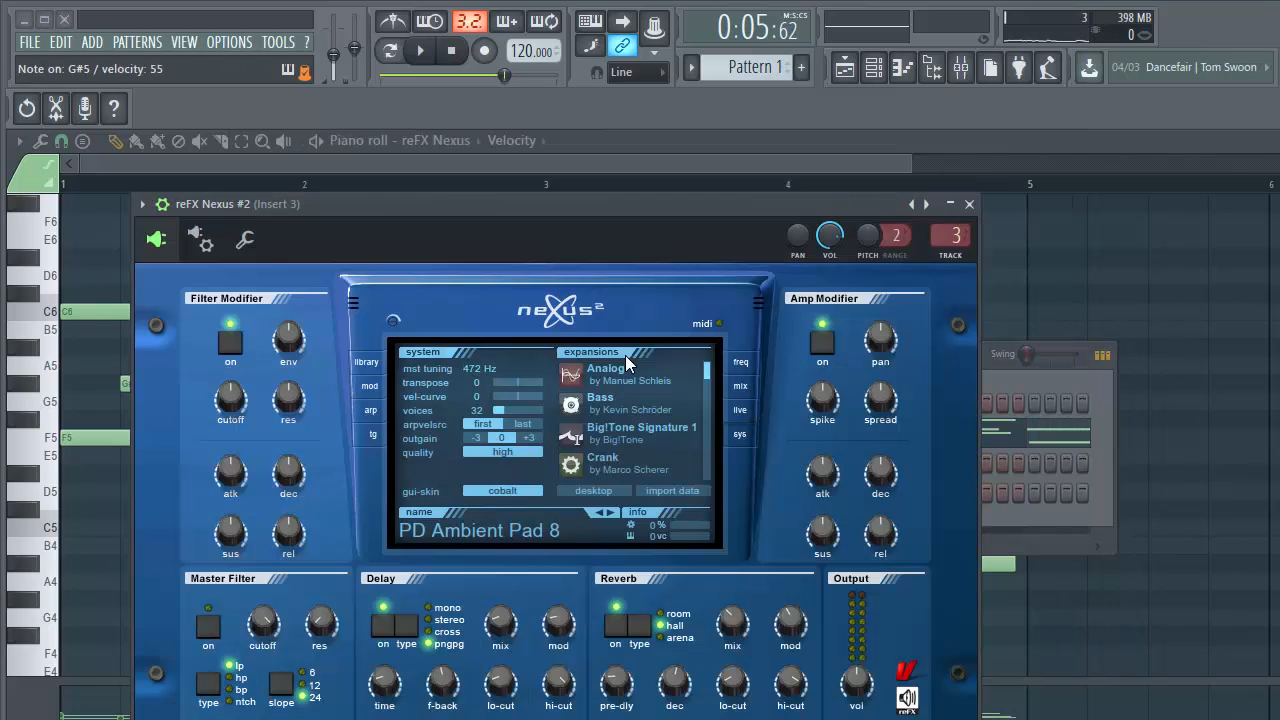 3.2.
0:05:62
M:S:CS
3
398 MB
0
FILE EDIT ADD PATTERNS VIEW OPTIONS TOOLS ?
120.000
Note on: G#5 / velocity: 55
Line
Pattern 1
04/03 Dancefair | Tom Swoon
Piano roll - reFX Nexus
Velocity
1 2 3 4 5 6
reFX Nexus #2 (Insert 3)
2
3
PAN VOL PITCH RANGE TRACK
F6
E6
D6
C6
C6
B5
A5
G5
F5
F5
E5
D5
C5
B4
A4
G4
F4
E4
Filter Modifier
on env
cutoff res
atk dec
sus rel
nexus2
midi
library
mod
arp
tg
system
mst tuning 472 Hz
transpose 0
vel-curve 0
voices 32
arpvelsrc first last
outgain -3 0 +3
quality high
gui-skin cobalt
expansions
Analog
by Manuel Schleis
Bass
by Kevin Schröder
Big!Tone Signature 1
by Big!Tone
Crank
by Marco Scherer
desktop import data
name
PD Ambient Pad 8
info
0 %
0 vc
freq
mix
live
sys
Amp Modifier
on pan
spike spread
atk dec
sus rel
Swing
Master Filter
on cutoff res
type
lp
hp
bp
ntch
slope
6
12
24
Delay
on type
mono
stereo
cross
pngpg
mix mod
time f-back lo-cut hi-cut
Reverb
on type
room
hall
arena
mix mod
pre-dly dec lo-cut hi-cut
Output
vol
reFX